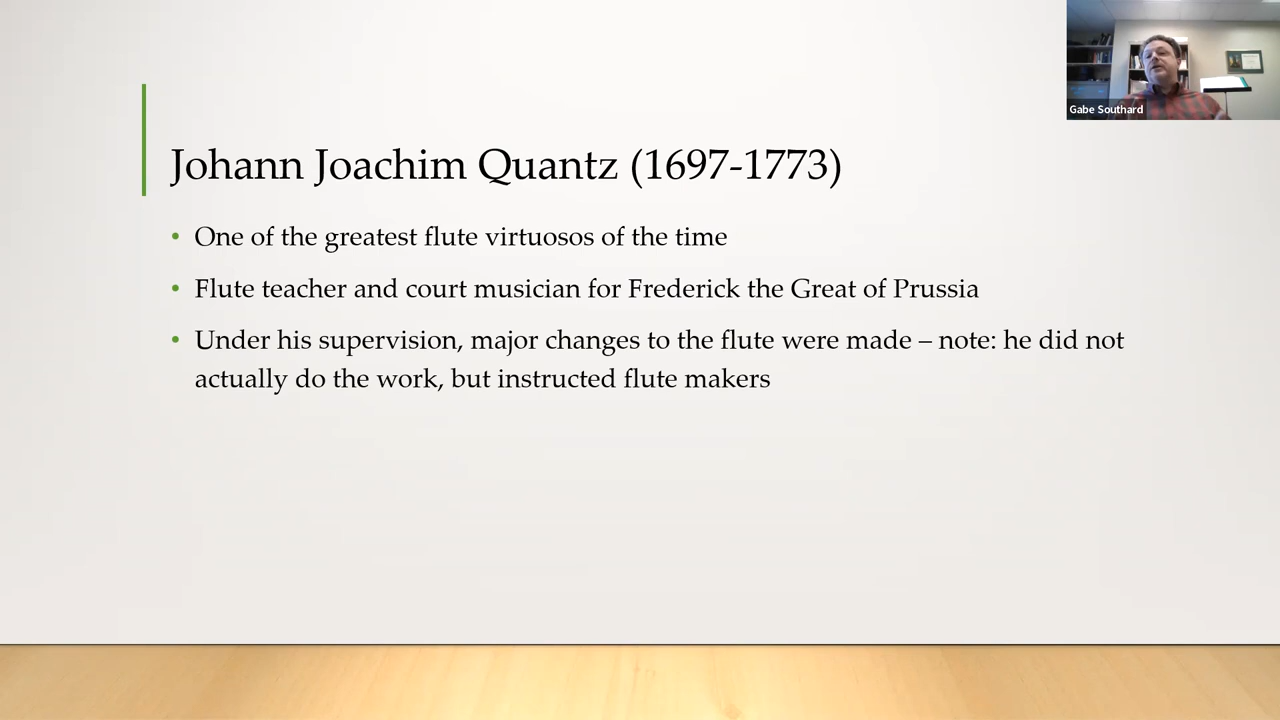 Gabe Southard
Johann Joachim Quantz (1697-1773)
• One of the greatest flute virtuosos of the time
• Flute teacher and court musician for Frederick the Great of Prussia
• Under his supervision, major changes to the flute were made – note: he did not
actually do the work, but instructed flute makers